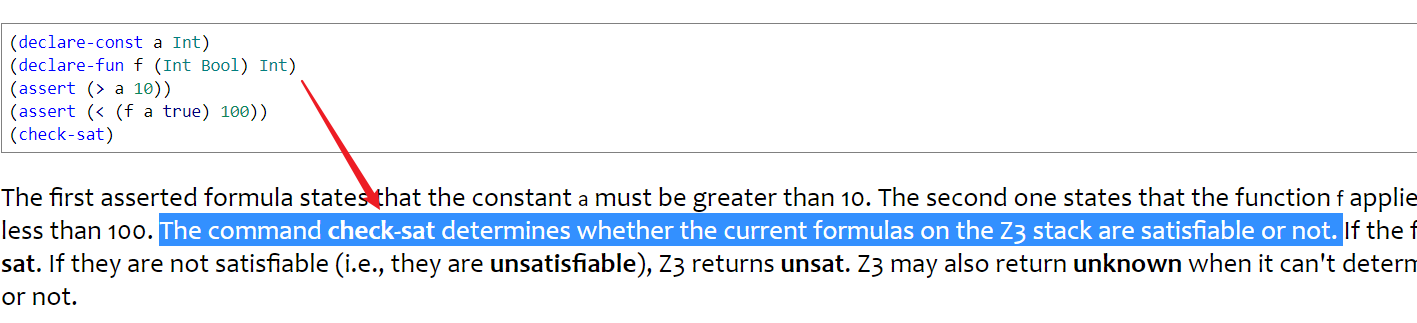 (declare-const a Int)
(declare-fun f (Int Bool) Int)
(assert (> a 10))
(assert (< (f a true) 100))
(check-sat)
The first asserted formula states that the constant a must be greater than 10. The second one states that the function f applie
less than 100. The command check-sat determines whether the current formulas on the Z3 stack are satisfiable or not. If the f
sat. If they are not satisfiable (i.e., they are unsatisfiable), Z3 returns unsat. Z3 may also return unknown when it can't determ
or not.